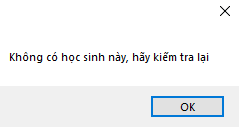 Không có học sinh này, hãy kiểm tra lại
OK